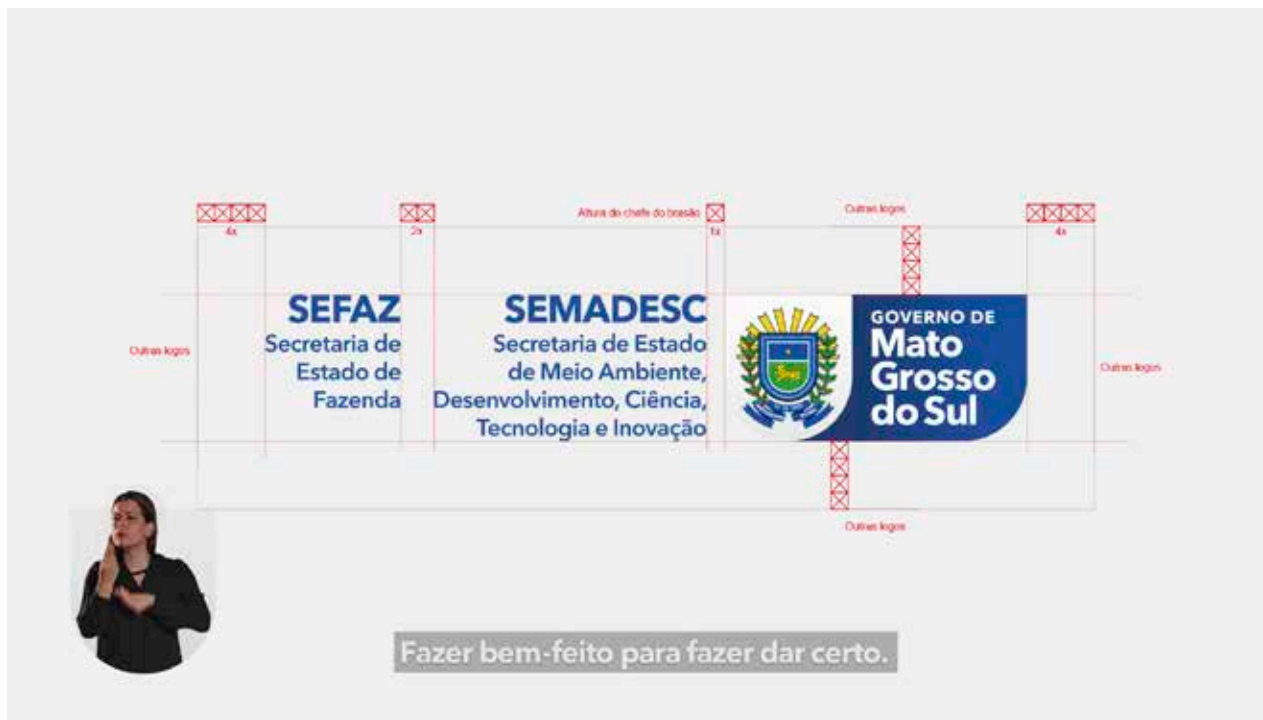 4x
2x
Altura do chefe do brasão
1x
Outras logos
4x
SEFAZ
Secretaria de
Estado de
Fazenda
SEMADESC
Secretaria de Estado
de Meio Ambiente,
Desenvolvimento, Ciência,
Tecnologia e Inovação
GOVERNO DE
Mato
Grosso
do Sul
Outras logos
Outras logos
Outras logos
Fazer bem-feito para fazer dar certo.